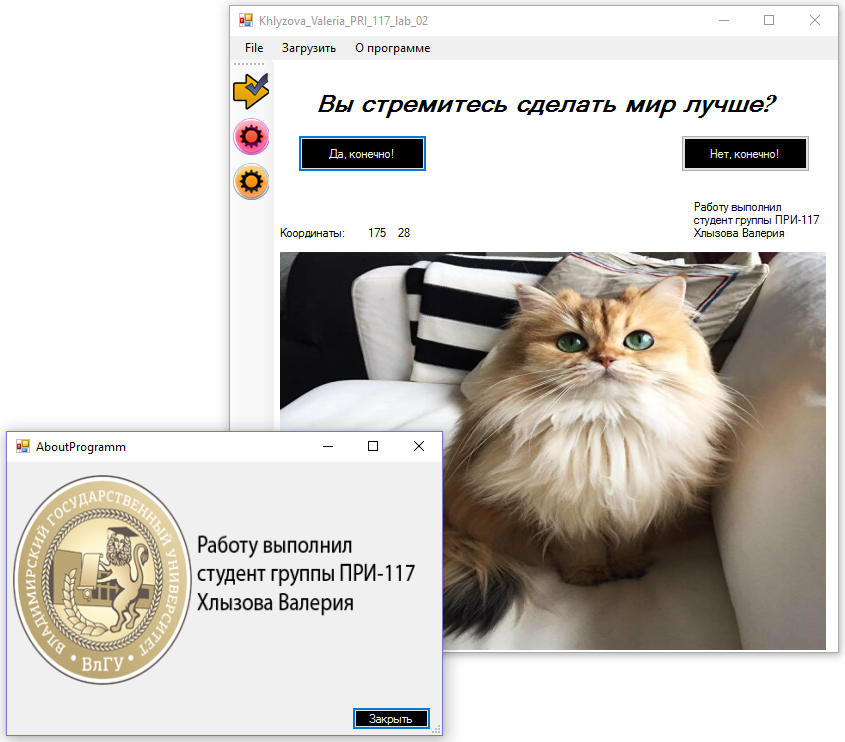 Khlyzova_Valeria_PRI_117_lab_02
File Загрузить О программе
Вы стремитесь сделать мир лучше?
Да, конечно! Нет, конечно!
Работу выполнил
студент группы ПРИ-117
Хлызова Валерия
Координаты: 175 28
AboutProgramm
ВЛАДИМИРСКИЙ ГОСУДАРСТВЕННЫЙ УНИВЕРСИТЕТ
• ВлГУ •
Работу выполнил
студент группы ПРИ-117
Хлызова Валерия
Закрыть